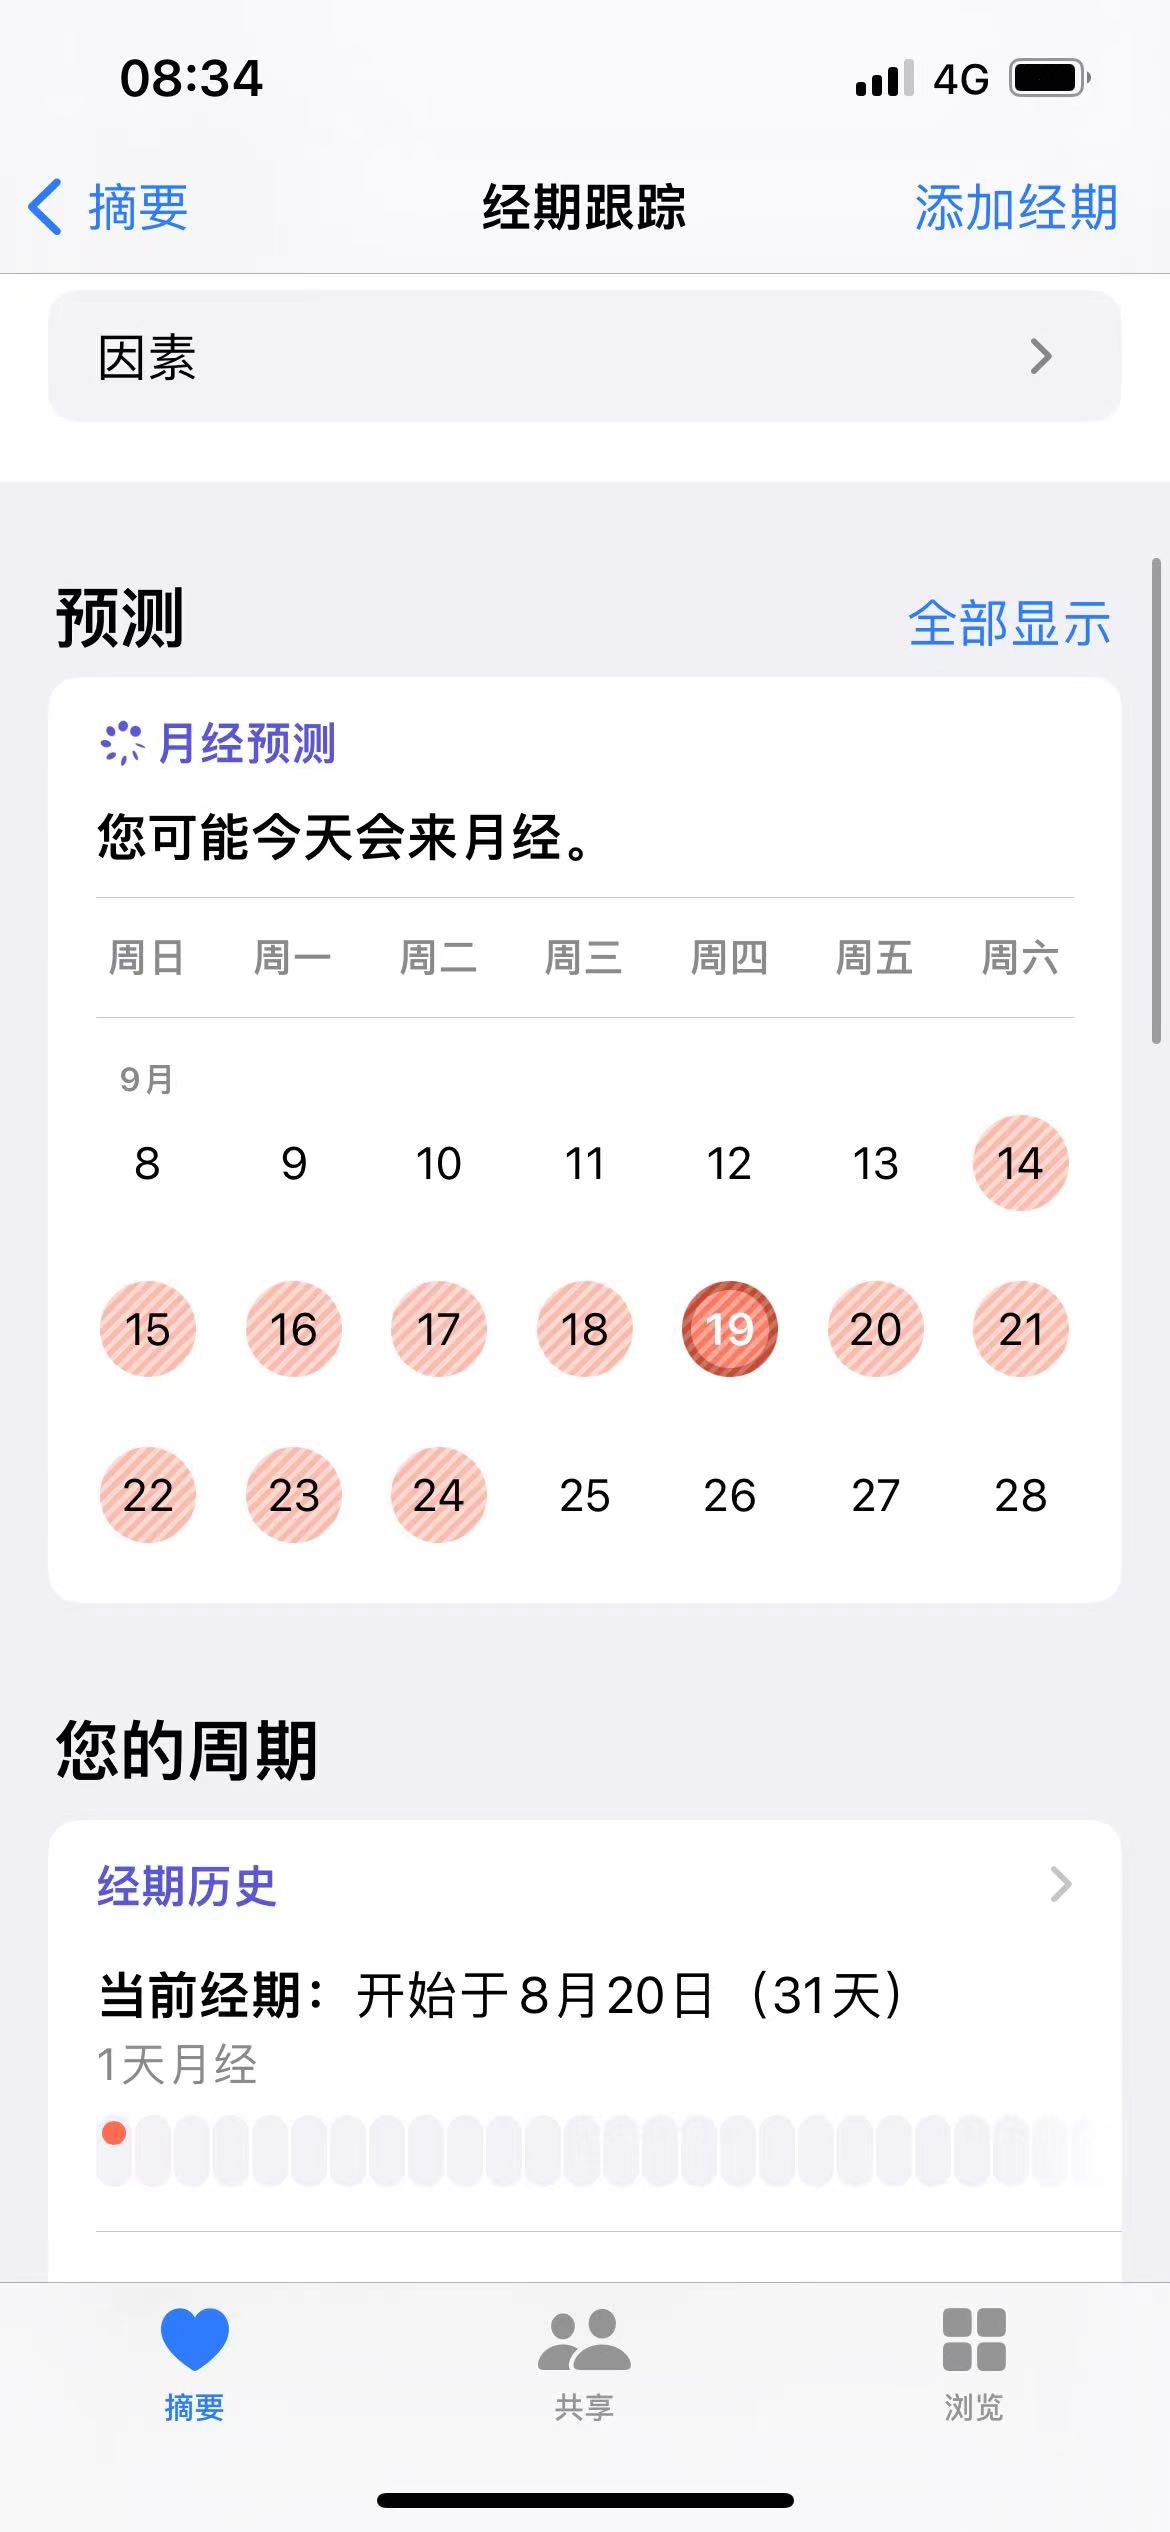 08:34 4G
摘要 经期跟踪 添加经期
因素
预测 全部显示
月经预测
您可能今天会来月经。
周日 周一 周二 周三 周四 周五 周六
9月
8 9 10 11 12 13 14
15 16 17 18 19 20 21
22 23 24 25 26 27 28
您的周期
经期历史
当前经期：开始于8月20日（31天）
1天月经
摘要 共享 浏览